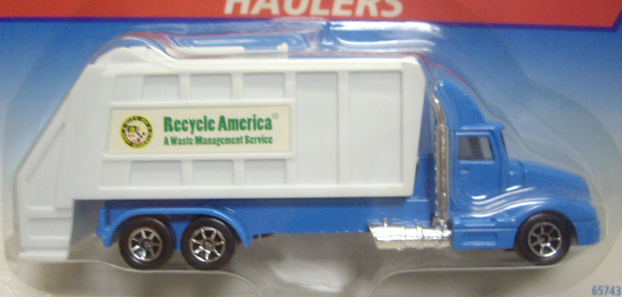 HAULERS
Recycle America®
A Waste Management Service
65743